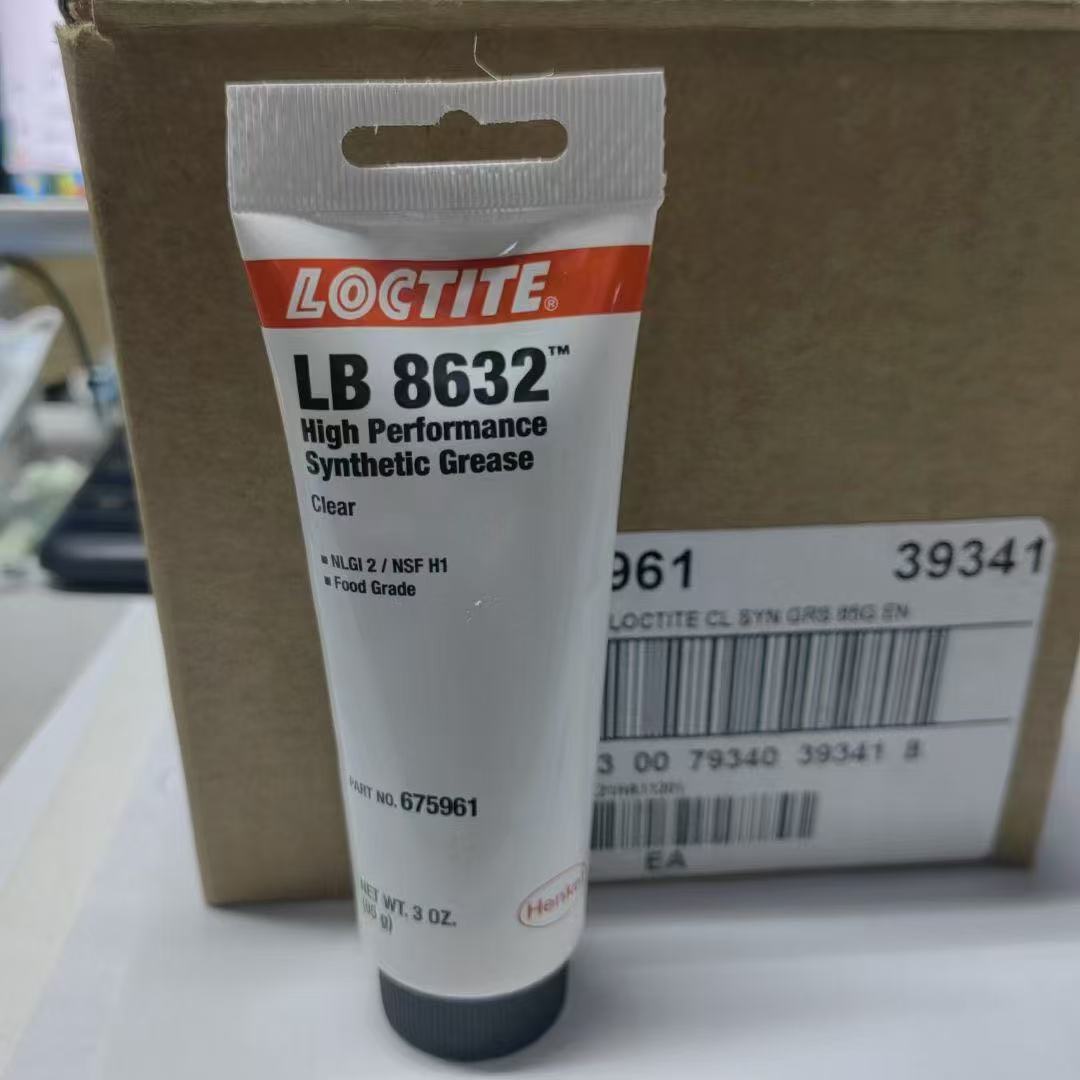 LOCTITE®
LB 8632™
High Performance
Synthetic Grease
Clear
▪ NLGI 2 / NSF H1
▪ Food Grade
PART NO. 675961
NET WT. 3 OZ.
Henkel
961 39341
LOCTITE CL SYN GRS 85G EN
3 00 79340 39341 8
EA